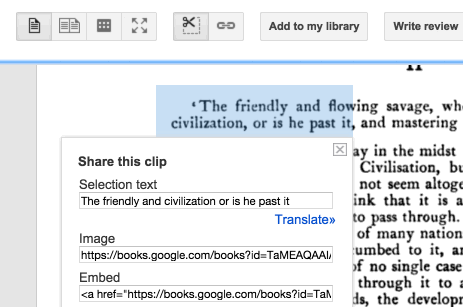 Add to my library
Write review
II
'The friendly and flowing savage, who
civilization, or is he past it, and mastering
Share this clip
Selection text
The friendly and civilization or is he past it
Translate»
Image
https://books.google.com/books?id=TaMEAQAAI
Embed
<a href="https://books.google.com/books?id=TaM
ay in the midst
Civilisation, bu
not seem altoge
ink that it is a
to pass through.
of many nation
umbed to it, an
of no single case
through it to a
ds, the develop